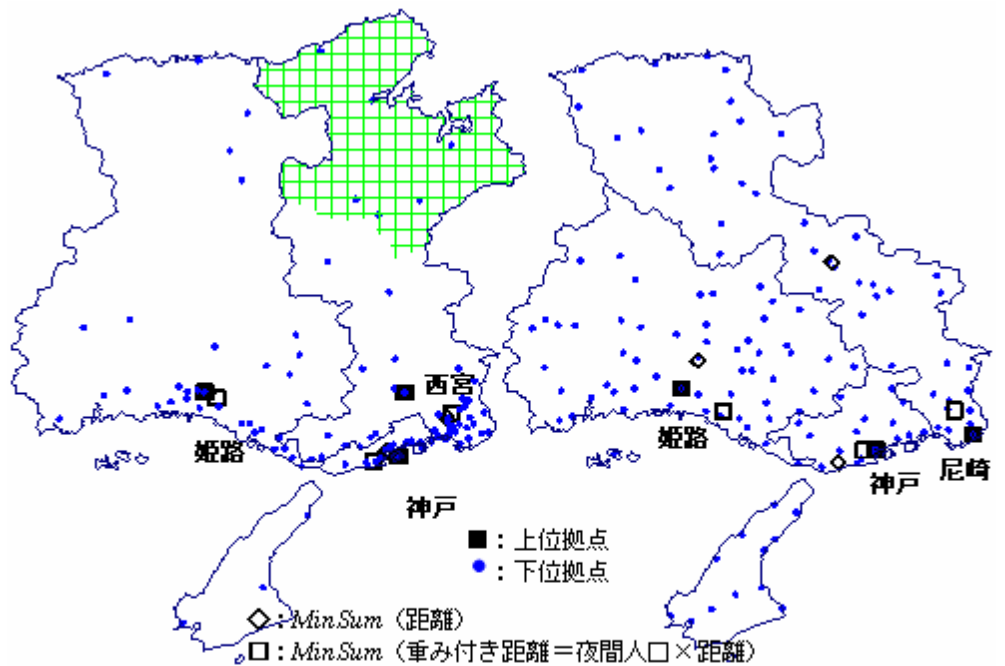 西宮
姫路
神戸
姫路
神戸
尼崎
■：上位拠点
●：下位拠点
◇：MinSum（距離）
□：MinSum（重み付き距離＝夜間人口×距離）